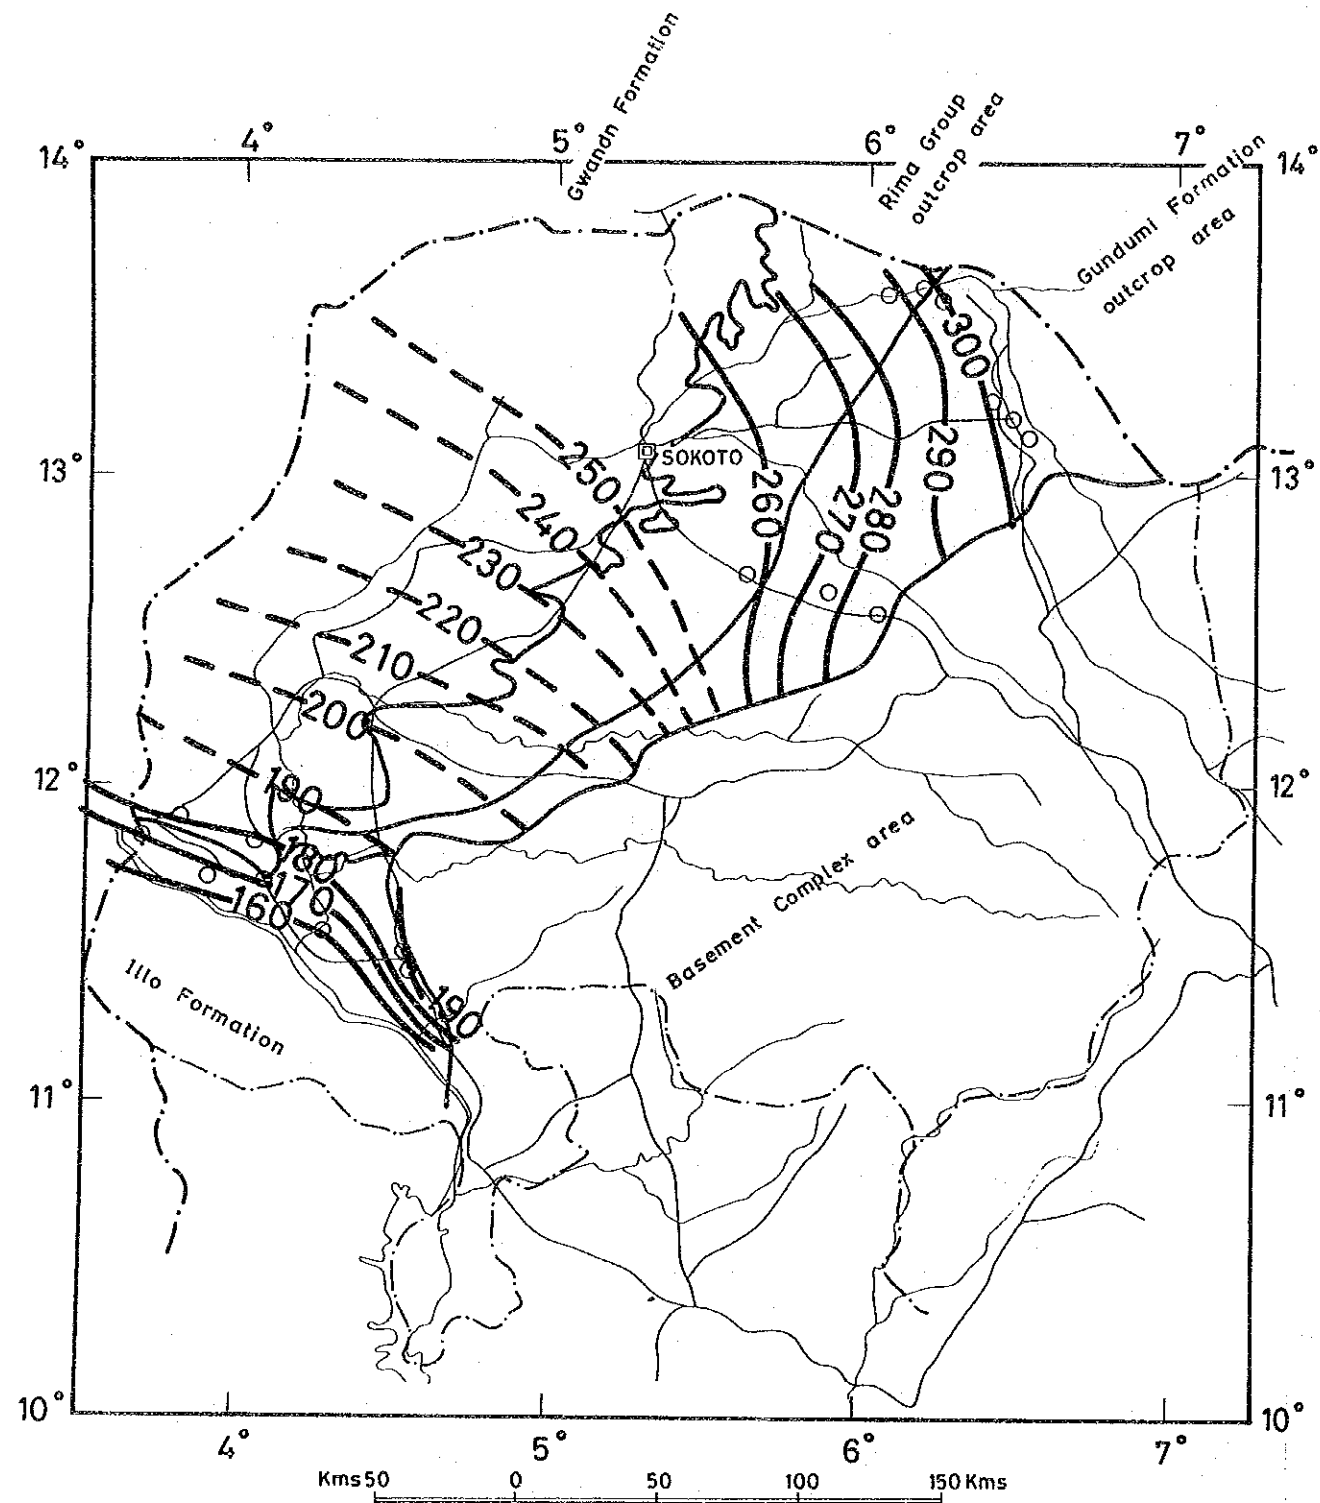 Gwandn Formation
Rima Group
outcrop area
Gundumi Formation
outcrop area
4° 5° 6° 7°
14° 14°
300
13° SOKOTO 13°
250
260
290
240
270
280
230
220
210
200
12° 12°
190
180
170
160
Basement Complex area
Illo Formation
190
11° 11°
10° 10°
4° 5° 6° 7°
Kms 50 0 50 100 150 Kms